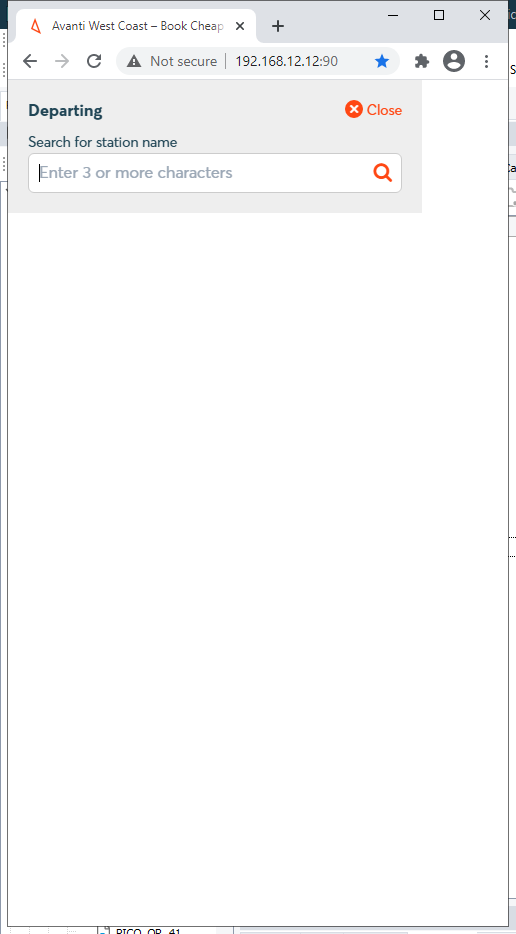 Avanti West Coast – Book Cheap
Not secure | 192.168.12.12:90
Departing
Close
Search for station name
Enter 3 or more characters